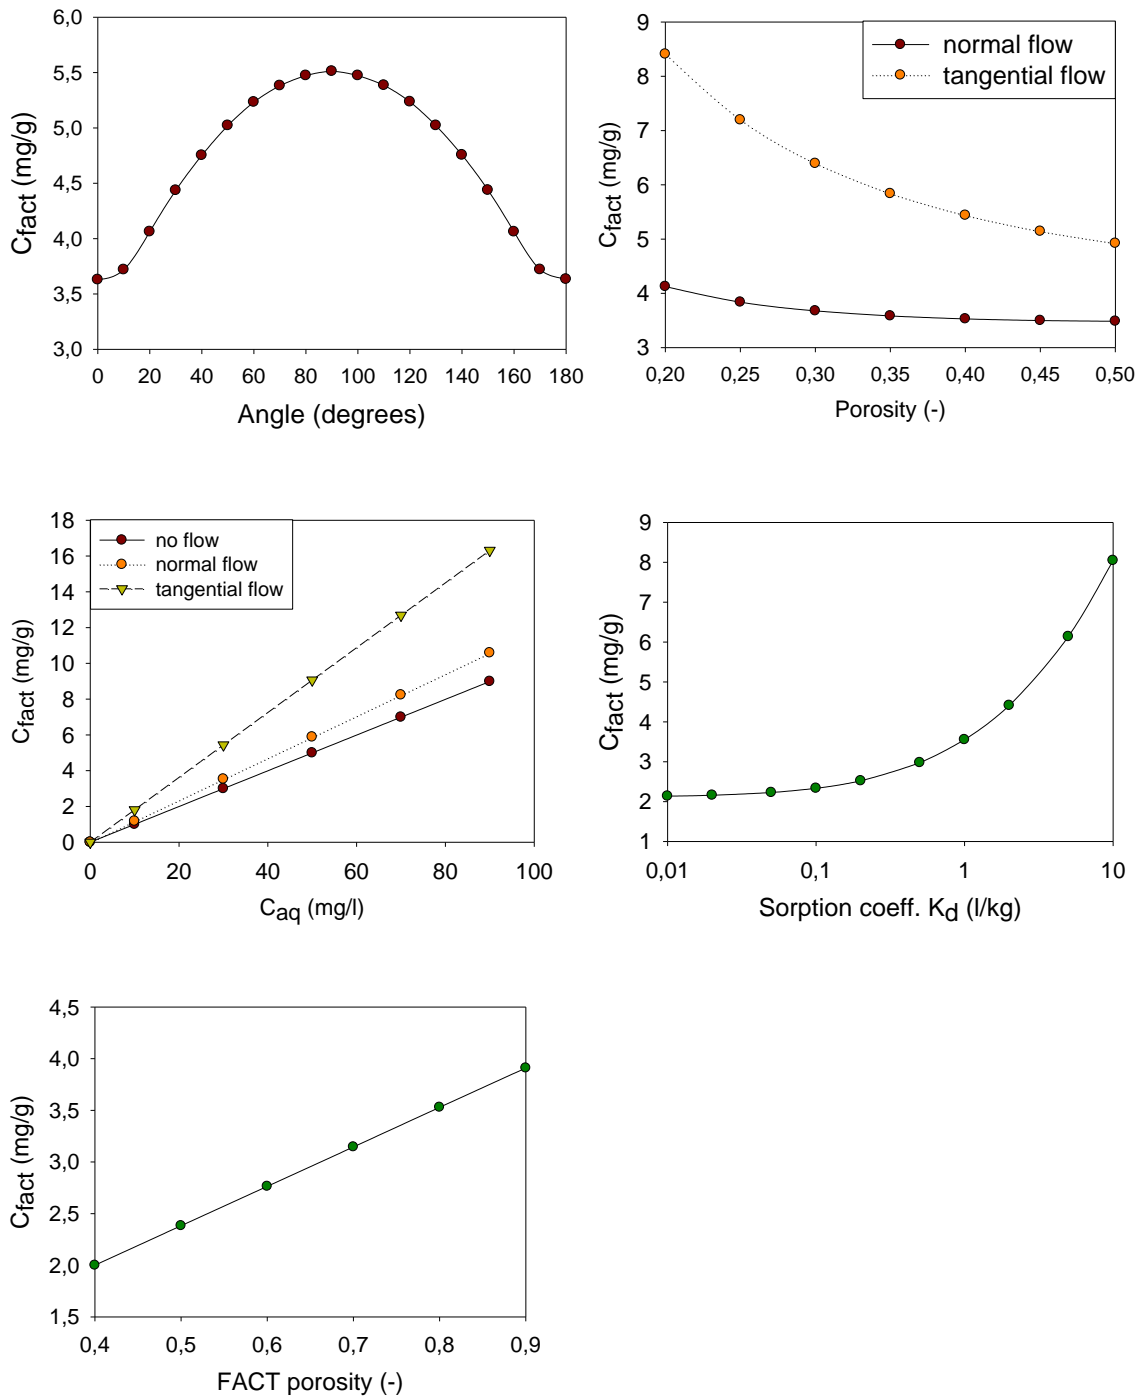 6,0
5,5
5,0
4,5
4,0
3,5
3,0
Cfact (mg/g)
0 20 40 60 80 100 120 140 160 180
Angle (degrees)
9
8
7
6
5
4
3
Cfact (mg/g)
normal flow
tangential flow
0,20 0,25 0,30 0,35 0,40 0,45 0,50
Porosity (-)
18
16
14
12
10
8
6
4
2
0
Cfact (mg/g)
no flow
normal flow
tangential flow
0 20 40 60 80 100
Caq (mg/l)
9
8
7
6
5
4
3
2
1
Cfact (mg/g)
0,01 0,1 1 10
Sorption coeff. Kd (l/kg)
4,5
4,0
3,5
3,0
2,5
2,0
1,5
Cfact (mg/g)
0,4 0,5 0,6 0,7 0,8 0,9
FACT porosity (-)